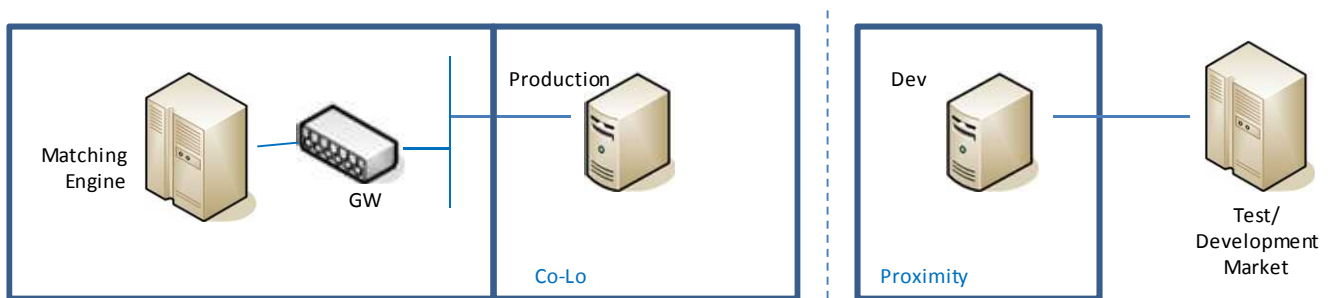 Matching
Engine
GW
Production
Co-Lo
Dev
Proximity
Test/
Development
Market